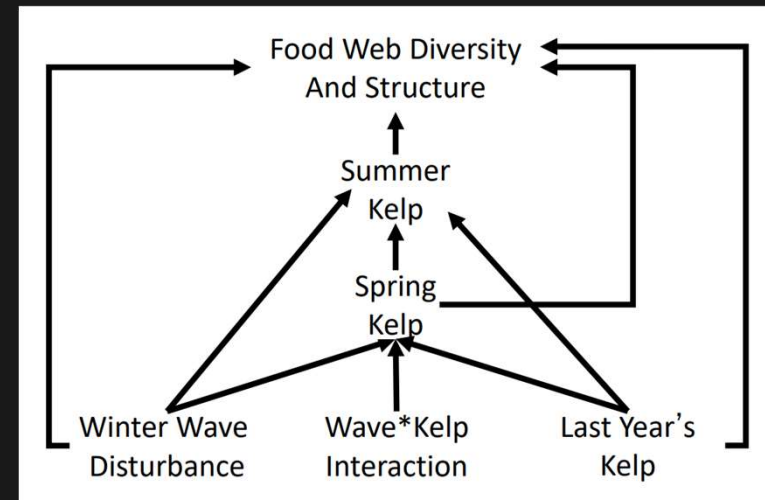 Food Web Diversity
And Structure
Summer
Kelp
Spring
Kelp
Winter Wave
Disturbance
Wave*Kelp
Interaction
Last Year’s
Kelp